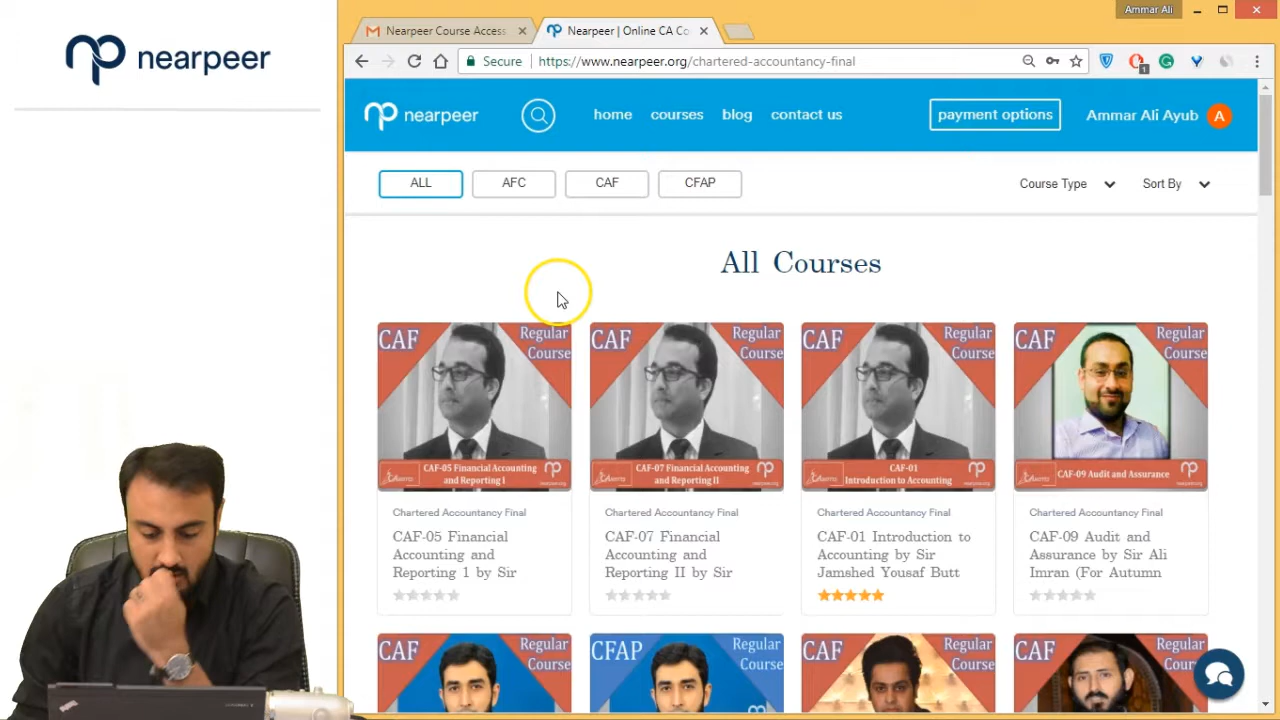 nearpeer
Ammar Ali
Nearpeer Course Access
Nearpeer | Online CA Co
Secure
https://www.nearpeer.org/chartered-accountancy-final
1
nearpeer
home
courses
blog
contact us
payment options
Ammar Ali Ayub
A
ALL
AFC
CAF
CFAP
Course Type
Sort By
All Courses
CAF
Regular
Course
CAF-05 Financial Accounting
and Reporting I
Chartered Accountancy Final
CAF-05 Financial
Accounting and
Reporting 1 by Sir
CAF
Regular
Course
CAF-07 Financial Accounting
and Reporting II
Chartered Accountancy Final
CAF-07 Financial
Accounting and
Reporting II by Sir
CAF
Regular
Course
CAF-01
Introduction to Accounting
Chartered Accountancy Final
CAF-01 Introduction to
Accounting by Sir
Jamshed Yousaf Butt
CAF
Regular
Course
CAF-09 Audit and Assurance
Chartered Accountancy Final
CAF-09 Audit and
Assurance by Sir Ali
Imran (For Autumn
CAF
Regular
Course
CFAP
Regular
Course
CAF
Regular
Course
CAF
Regular
Course